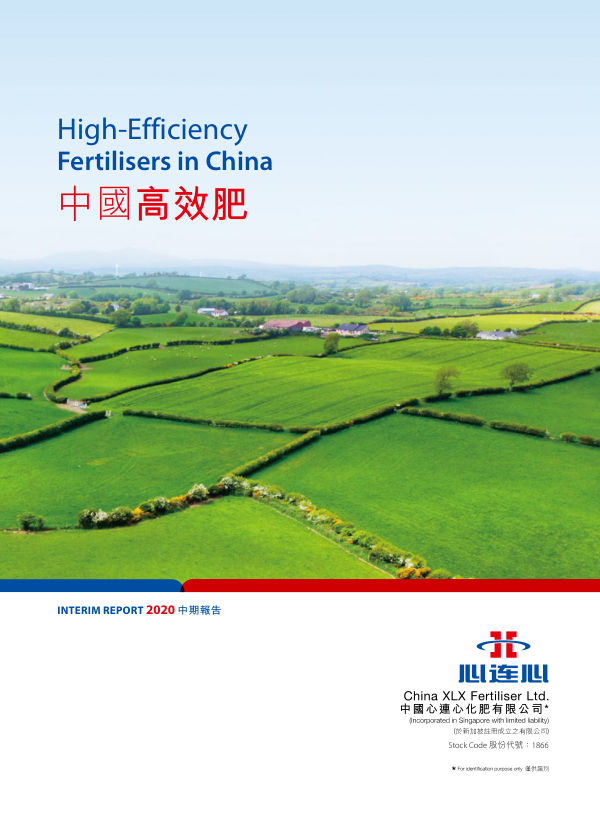 High-Efficiency
Fertilisers in China
中國高效肥
INTERIM REPORT 2020 中期報告
心连心
China XLX Fertiliser Ltd.
中國心連心化肥有限公司*
(Incorporated in Singapore with limited liability)
(於新加坡註冊成立之有限公司)
Stock Code 股份代號：1866
* For identification purpose only 僅供識別